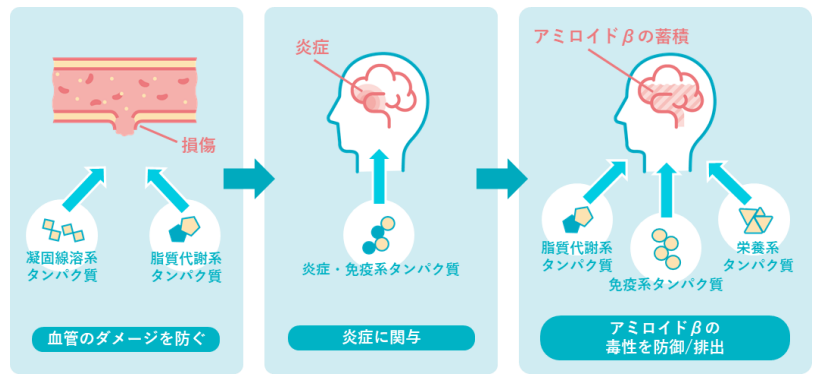 損傷
凝固線溶系
タンパク質
脂質代謝系
タンパク質
血管のダメージを防ぐ
炎症
炎症・免疫系タンパク質
炎症に関与
アミロイドβの蓄積
脂質代謝系
タンパク質
免疫系タンパク質
栄養系
タンパク質
アミロイドβの
毒性を防御/排出